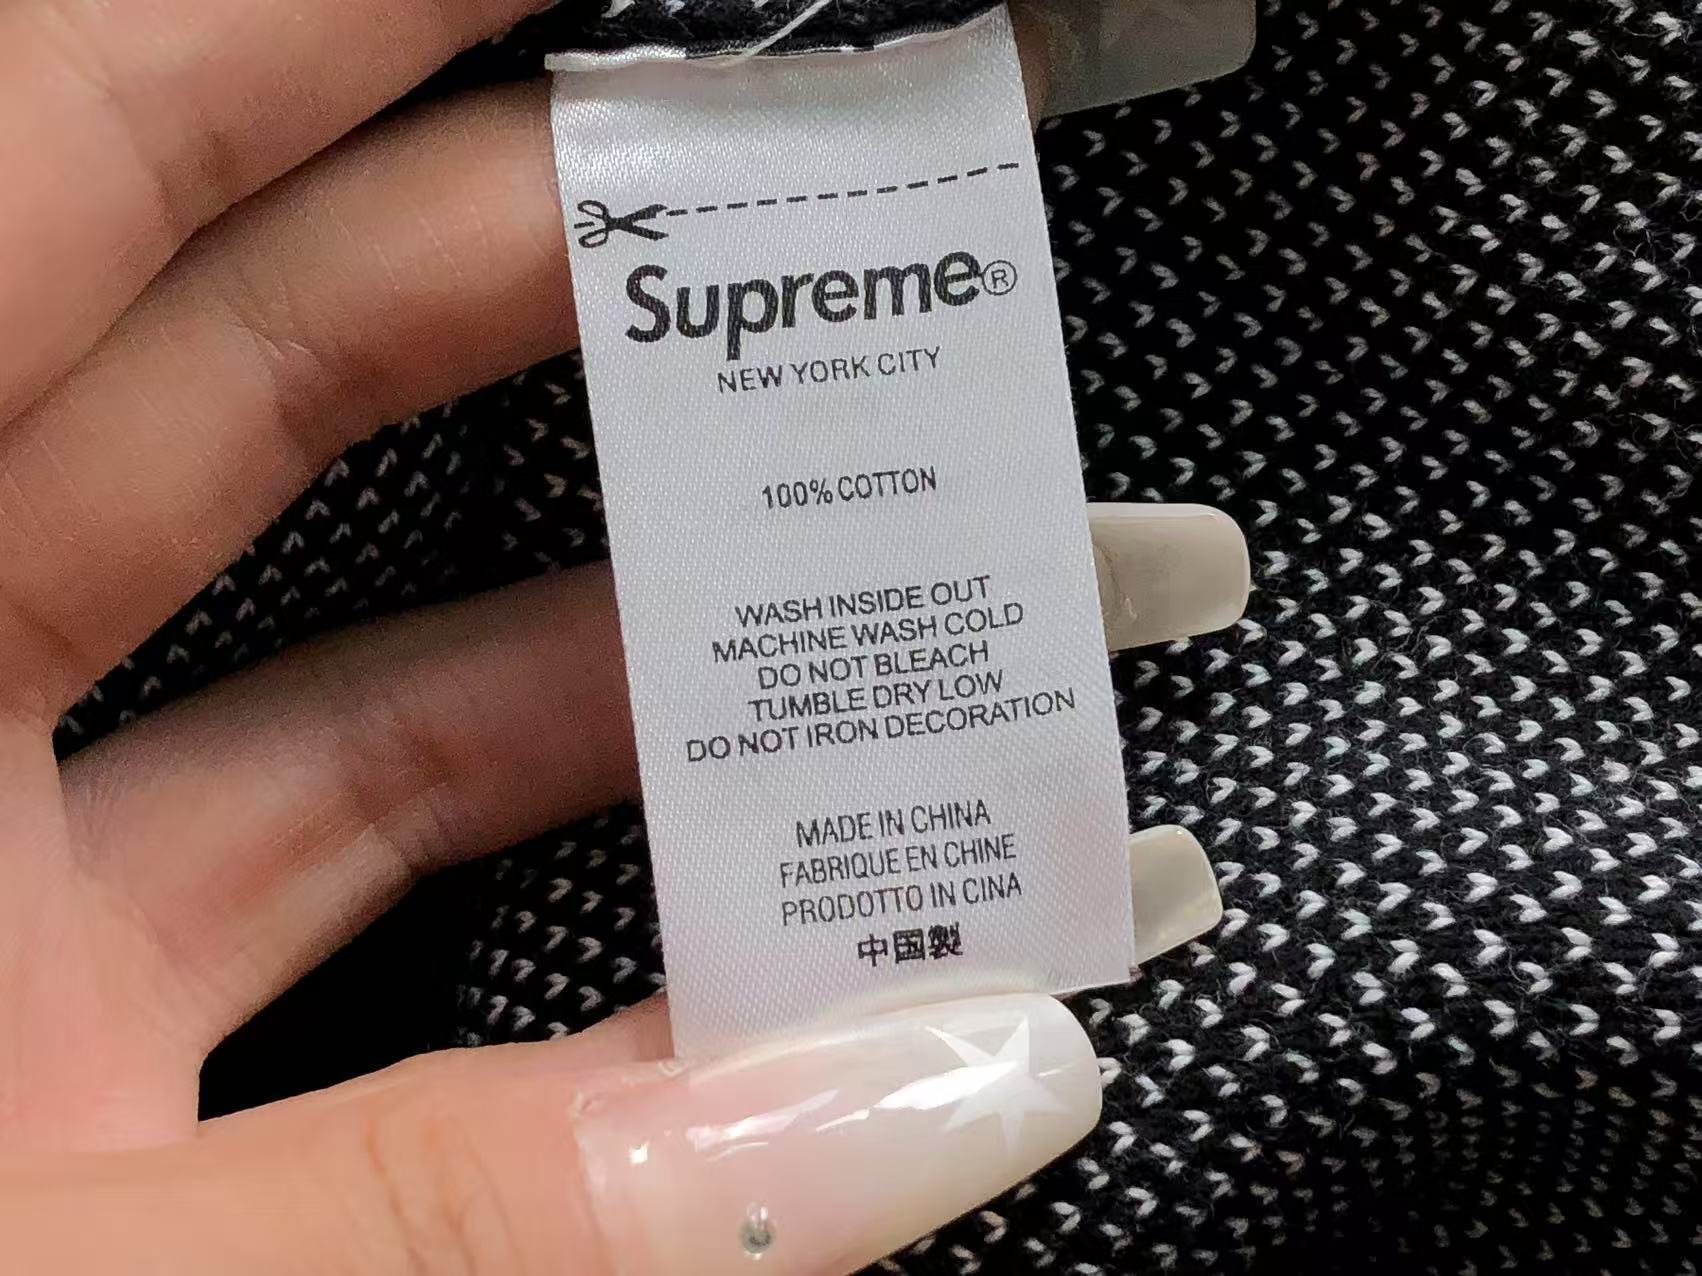 Supreme®
NEW YORK CITY
100% COTTON
WASH INSIDE OUT
MACHINE WASH COLD
DO NOT BLEACH
TUMBLE DRY LOW
DO NOT IRON DECORATION
MADE IN CHINA
FABRIQUE EN CHINE
PRODOTTO IN CINA
中国製